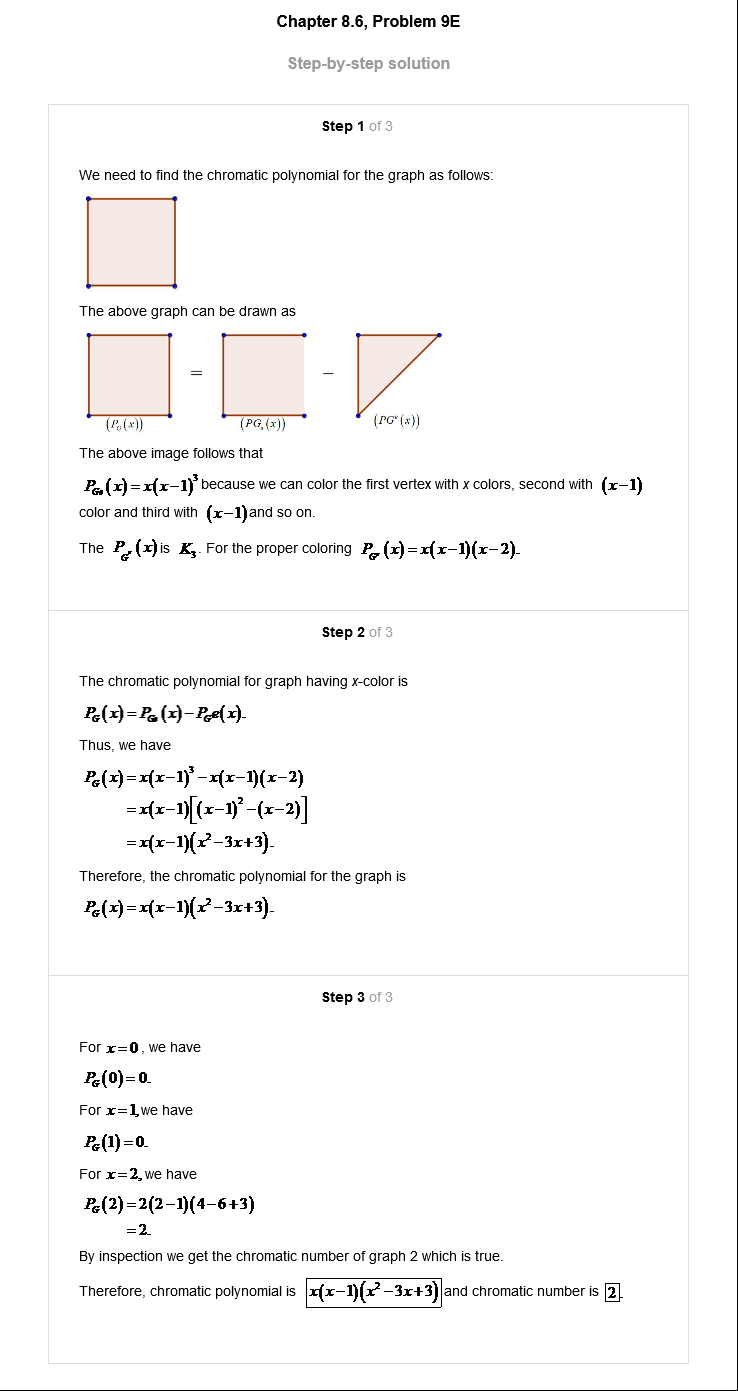 Chapter 8.6, Problem 9E
Step-by-step solution
Step 1 of 3
We need to find the chromatic polynomial for the graph as follows:
The above graph can be drawn as
= −
(P_G(x)) (PG_e(x)) (PG^e(x))
The above image follows that
P_{Ge}(x)=x(x−1)^3 because we can color the first vertex with x colors, second with (x−1)
color and third with (x−1) and so on.
The P_{G'}(x) is K_3. For the proper coloring P_{G'}(x)=x(x−1)(x−2).
Step 2 of 3
The chromatic polynomial for graph having x-color is
P_G(x)=P_{Ge}(x)−P_{G^e}(x).
Thus, we have
P_G(x)=x(x−1)^3−x(x−1)(x−2)
=x(x−1)[(x−1)^2−(x−2)]
=x(x−1)(x^2−3x+3).
Therefore, the chromatic polynomial for the graph is
P_G(x)=x(x−1)(x^2−3x+3).
Step 3 of 3
For x=0, we have
P_G(0)=0.
For x=1, we have
P_G(1)=0.
For x=2, we have
P_G(2)=2(2−1)(4−6+3)
=2.
By inspection we get the chromatic number of graph 2 which is true.
Therefore, chromatic polynomial is x(x−1)(x^2−3x+3) and chromatic number is 2.